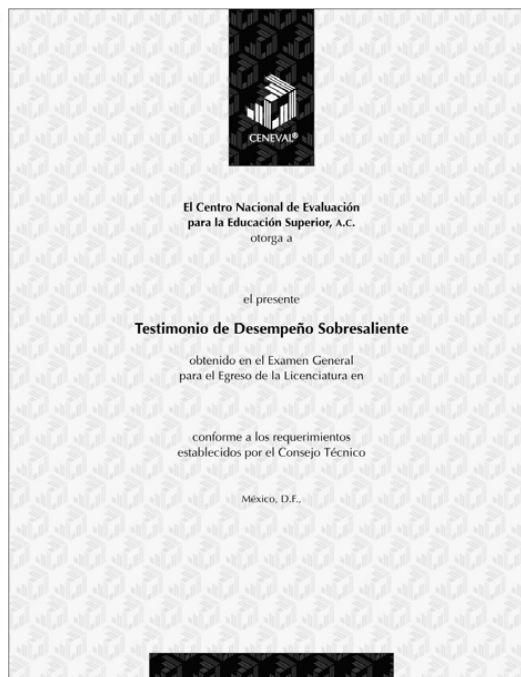 CENEVAL®
El Centro Nacional de Evaluación
para la Educación Superior, A.C.
otorga a
el presente
Testimonio de Desempeño Sobresaliente
obtenido en el Examen General
para el Egreso de la Licenciatura en
conforme a los requerimientos
establecidos por el Consejo Técnico
México, D.F.,